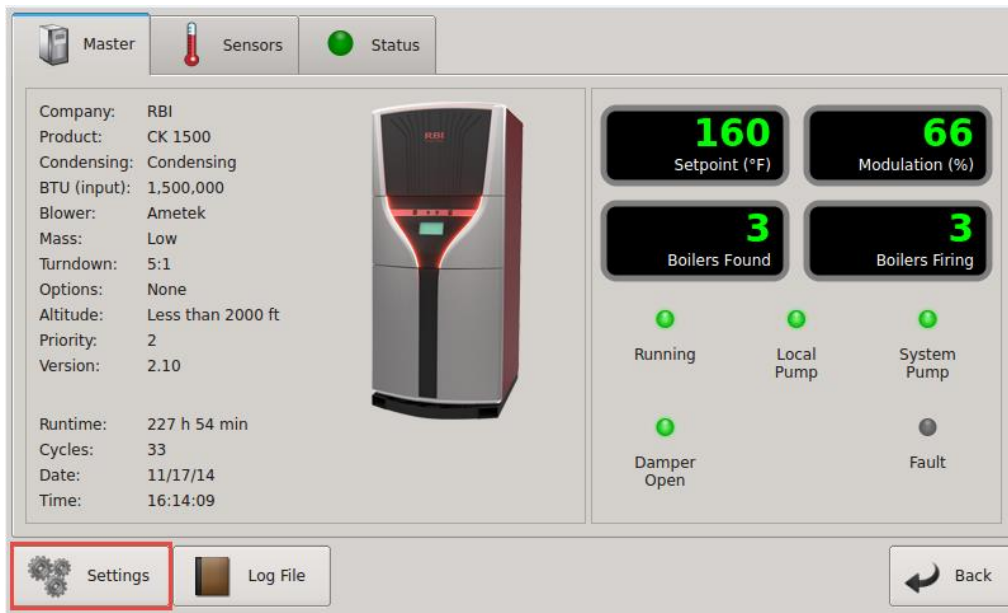 Master
Sensors
Status
Company: RBI
Product: CK 1500
Condensing: Condensing
BTU (input): 1,500,000
Blower: Ametek
Mass: Low
Turndown: 5:1
Options: None
Altitude: Less than 2000 ft
Priority: 2
Version: 2.10
Runtime: 227 h 54 min
Cycles: 33
Date: 11/17/14
Time: 16:14:09
RBI
160
Setpoint (°F)
66
Modulation (%)
3
Boilers Found
3
Boilers Firing
Running
Local
Pump
System
Pump
Damper
Open
Fault
Settings
Log File
Back